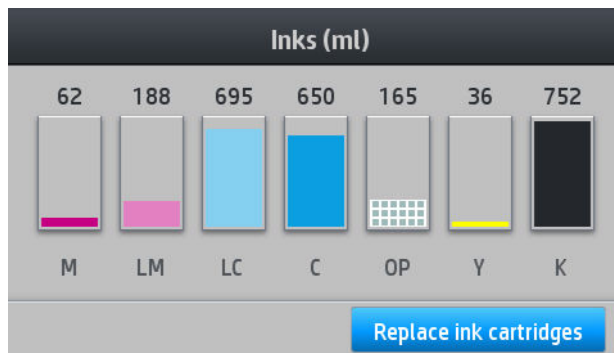 Inks (ml)
62 188 695 650 165 36 752
M LM LC C OP Y K
Replace ink cartridges